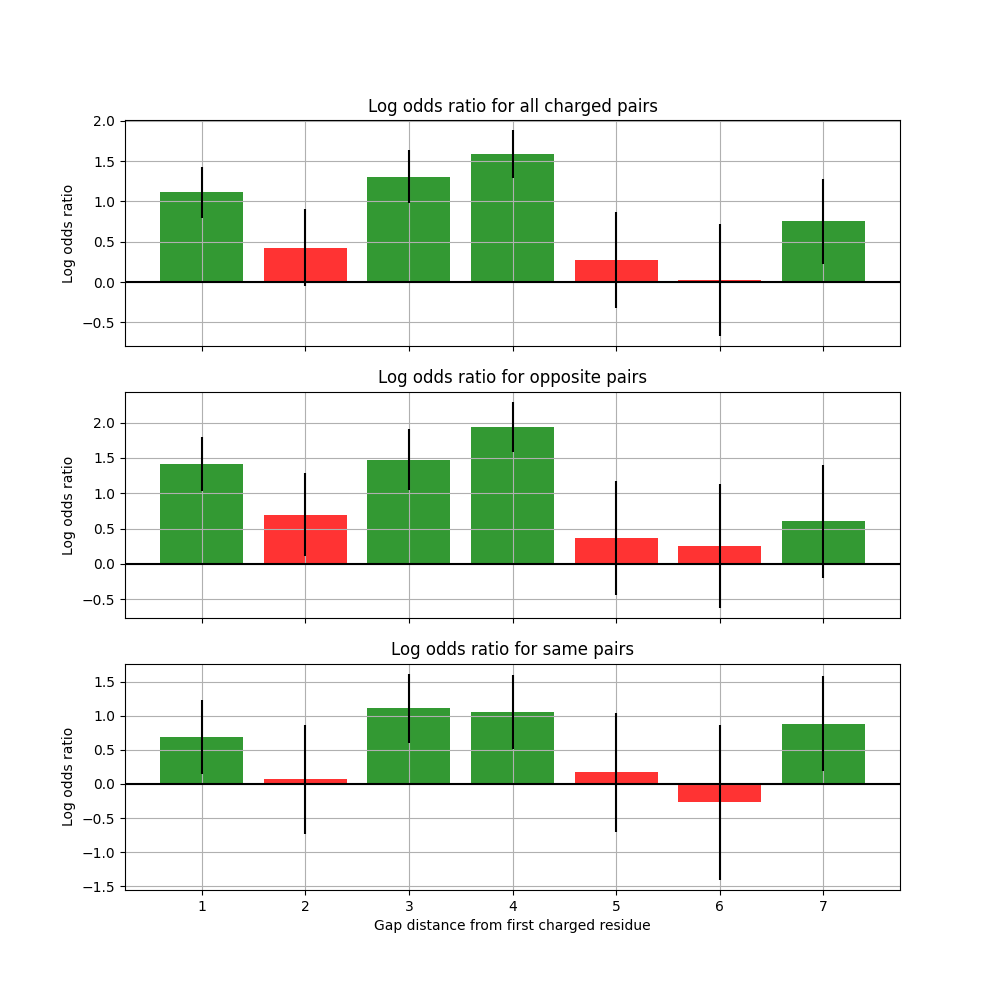 Log odds ratio for all charged pairs
Log odds ratio
2.0
1.5
1.0
0.5
0.0
−0.5
Log odds ratio for opposite pairs
Log odds ratio
2.0
1.5
1.0
0.5
0.0
−0.5
Log odds ratio for same pairs
Log odds ratio
1.5
1.0
0.5
0.0
−0.5
−1.0
−1.5
1 2 3 4 5 6 7
Gap distance from first charged residue